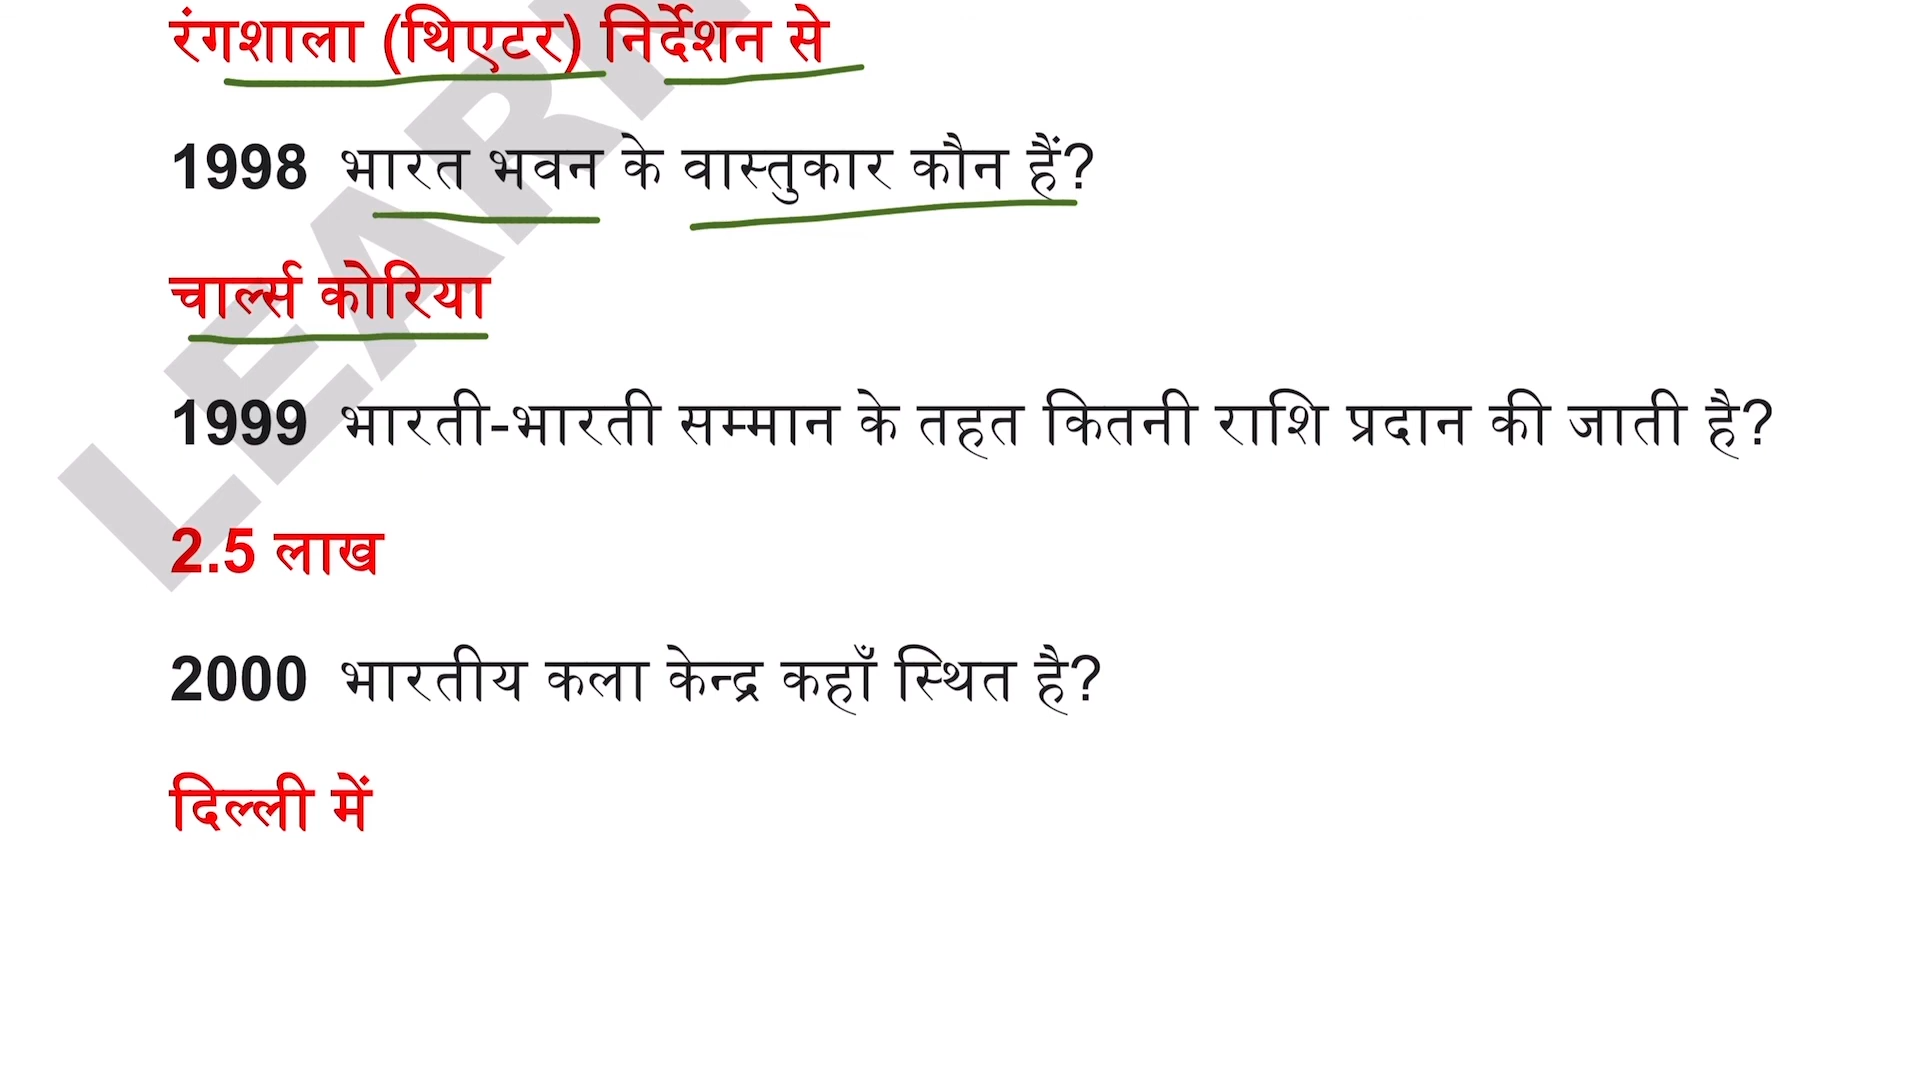 रंगशाला (थिएटर) निर्देशन से
1998 भारत भवन के वास्तुकार कौन हैं?
चार्ल्स कोरिया
1999 भारती-भारती सम्मान के तहत कितनी राशि प्रदान की जाती है?
2.5 लाख
2000 भारतीय कला केन्द्र कहाँ स्थित है?
दिल्ली में
LEARN